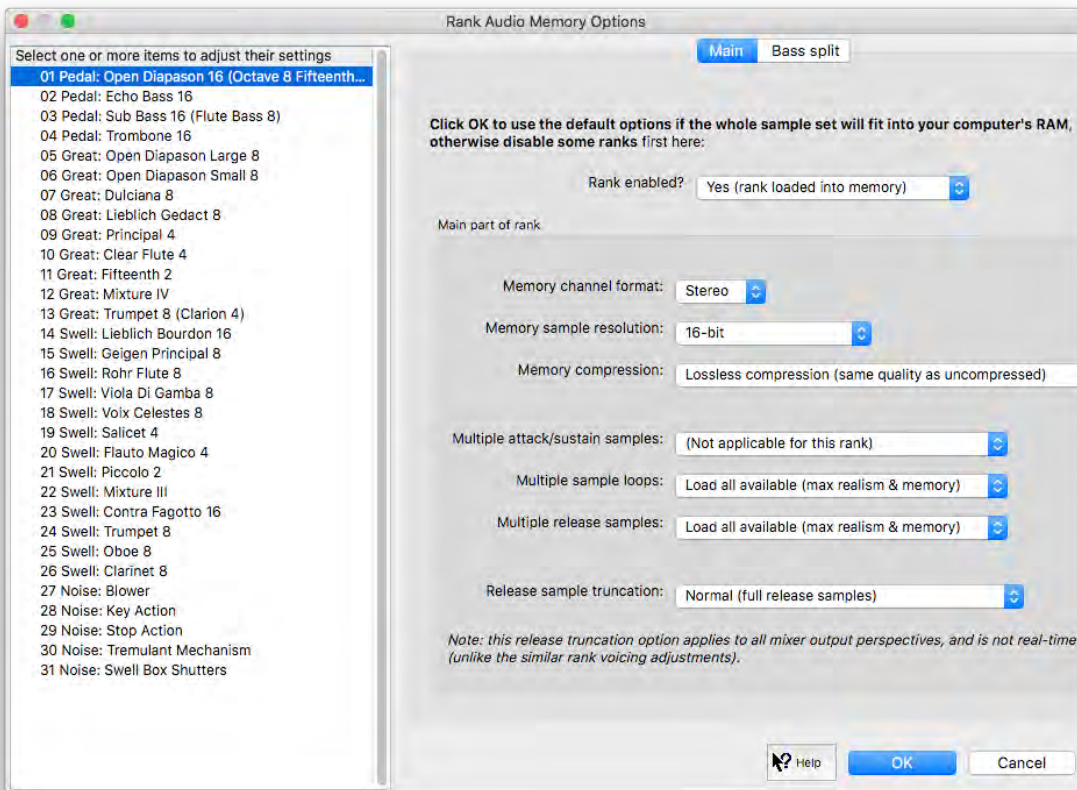 Rank Audio Memory Options
Select one or more items to adjust their settings
01 Pedal: Open Diapason 16 (Octave 8 Fifteenth...
02 Pedal: Echo Bass 16
03 Pedal: Sub Bass 16 (Flute Bass 8)
04 Pedal: Trombone 16
05 Great: Open Diapason Large 8
06 Great: Open Diapason Small 8
07 Great: Dulciana 8
08 Great: Lieblich Gedact 8
09 Great: Principal 4
10 Great: Clear Flute 4
11 Great: Fifteenth 2
12 Great: Mixture IV
13 Great: Trumpet 8 (Clarion 4)
14 Swell: Lieblich Bourdon 16
15 Swell: Geigen Principal 8
16 Swell: Rohr Flute 8
17 Swell: Viola Di Gamba 8
18 Swell: Voix Celestes 8
19 Swell: Salicet 4
20 Swell: Flauto Magico 4
21 Swell: Piccolo 2
22 Swell: Mixture III
23 Swell: Contra Fagotto 16
24 Swell: Trumpet 8
25 Swell: Oboe 8
26 Swell: Clarinet 8
27 Noise: Blower
28 Noise: Key Action
29 Noise: Stop Action
30 Noise: Tremulant Mechanism
31 Noise: Swell Box Shutters
Main Bass split
Click OK to use the default options if the whole sample set will fit into your computer's RAM,
otherwise disable some ranks first here:
Rank enabled? Yes (rank loaded into memory)
Main part of rank
Memory channel format: Stereo
Memory sample resolution: 16-bit
Memory compression: Lossless compression (same quality as uncompressed)
Multiple attack/sustain samples: (Not applicable for this rank)
Multiple sample loops: Load all available (max realism & memory)
Multiple release samples: Load all available (max realism & memory)
Release sample truncation: Normal (full release samples)
Note: this release truncation option applies to all mixer output perspectives, and is not real-time
(unlike the similar rank voicing adjustments).
Help OK Cancel